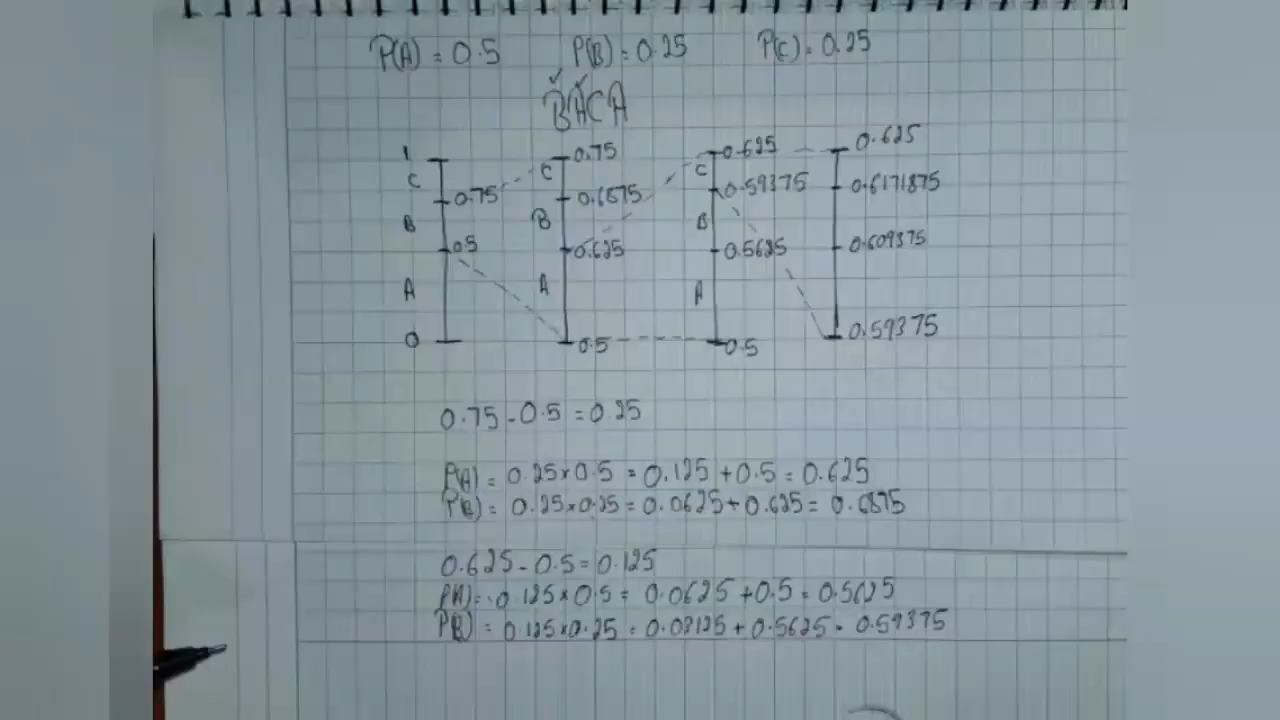 P(A) = 0.5 P(B) = 0.25 P(C) = 0.25
BACA
1 C 0.75 B 0.5 A 0
0.75 C 0.6875 B 0.625 A 0.5
0.625 C 0.59375 B 0.5625 A 0.5
0.625 0.6171875 0.609375 0.59375
0.75 - 0.5 = 0.25
P(A) = 0.25 x 0.5 = 0.125 + 0.5 = 0.625
P(B) = 0.25 x 0.25 = 0.0625 + 0.625 = 0.6875
0.625 - 0.5 = 0.125
P(A) = 0.125 x 0.5 = 0.0625 + 0.5 = 0.5625
P(B) = 0.125 x 0.25 = 0.03125 + 0.5625 = 0.59375